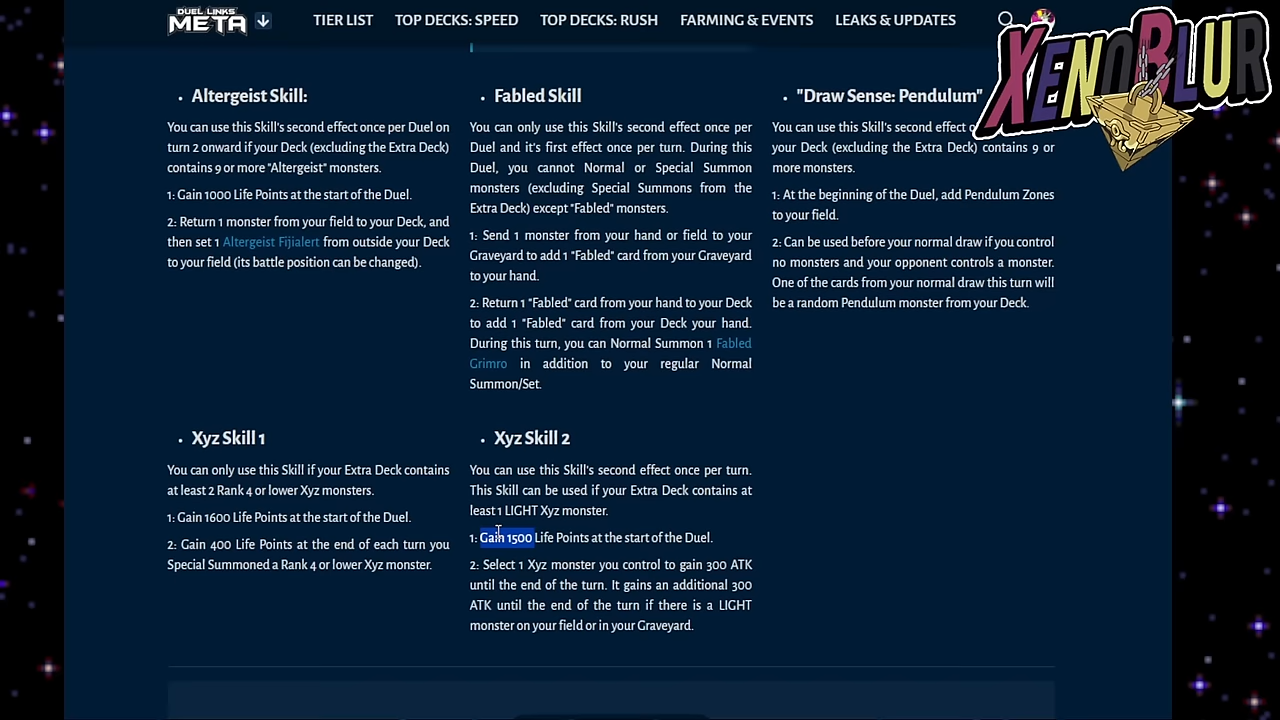 DUEL LINKS
META
TIER LIST
TOP DECKS: SPEED
TOP DECKS: RUSH
FARMING & EVENTS
LEAKS & UPDATES
XENOBLUR
• Altergeist Skill:
You can use this Skill's second effect once per Duel on
turn 2 onward if your Deck (excluding the Extra Deck)
contains 9 or more "Altergeist" monsters.
1: Gain 1000 Life Points at the start of the Duel.
2: Return 1 monster from your field to your Deck, and
then set 1 Altergeist Fijialert from outside your Deck
to your field (its battle position can be changed).
• Fabled Skill
You can only use this Skill's second effect once per
Duel and it's first effect once per turn. During this
Duel, you cannot Normal or Special Summon
monsters (excluding Special Summons from the
Extra Deck) except "Fabled" monsters.
1: Send 1 monster from your hand or field to your
Graveyard to add 1 "Fabled" card from your Graveyard
to your hand.
2: Return 1 "Fabled" card from your hand to your Deck
to add 1 "Fabled" card from your Deck your hand.
During this turn, you can Normal Summon 1 Fabled
Grimro in addition to your regular Normal
Summon/Set.
• "Draw Sense: Pendulum"
You can use this Skill's second effect
your Deck (excluding the Extra Deck) contains 9 or
more monsters.
1: At the beginning of the Duel, add Pendulum Zones
to your field.
2: Can be used before your normal draw if you control
no monsters and your opponent controls a monster.
One of the cards from your normal draw this turn will
be a random Pendulum monster from your Deck.
• Xyz Skill 1
You can only use this Skill if your Extra Deck contains
at least 2 Rank 4 or lower Xyz monsters.
1: Gain 1600 Life Points at the start of the Duel.
2: Gain 400 Life Points at the end of each turn you
Special Summoned a Rank 4 or lower Xyz monster.
• Xyz Skill 2
You can use this Skill's second effect once per turn.
This Skill can be used if your Extra Deck contains at
least 1 LIGHT Xyz monster.
1: Gain 1500 Life Points at the start of the Duel.
2: Select 1 Xyz monster you control to gain 300 ATK
until the end of the turn. It gains an additional 300
ATK until the end of the turn if there is a LIGHT
monster on your field or in your Graveyard.